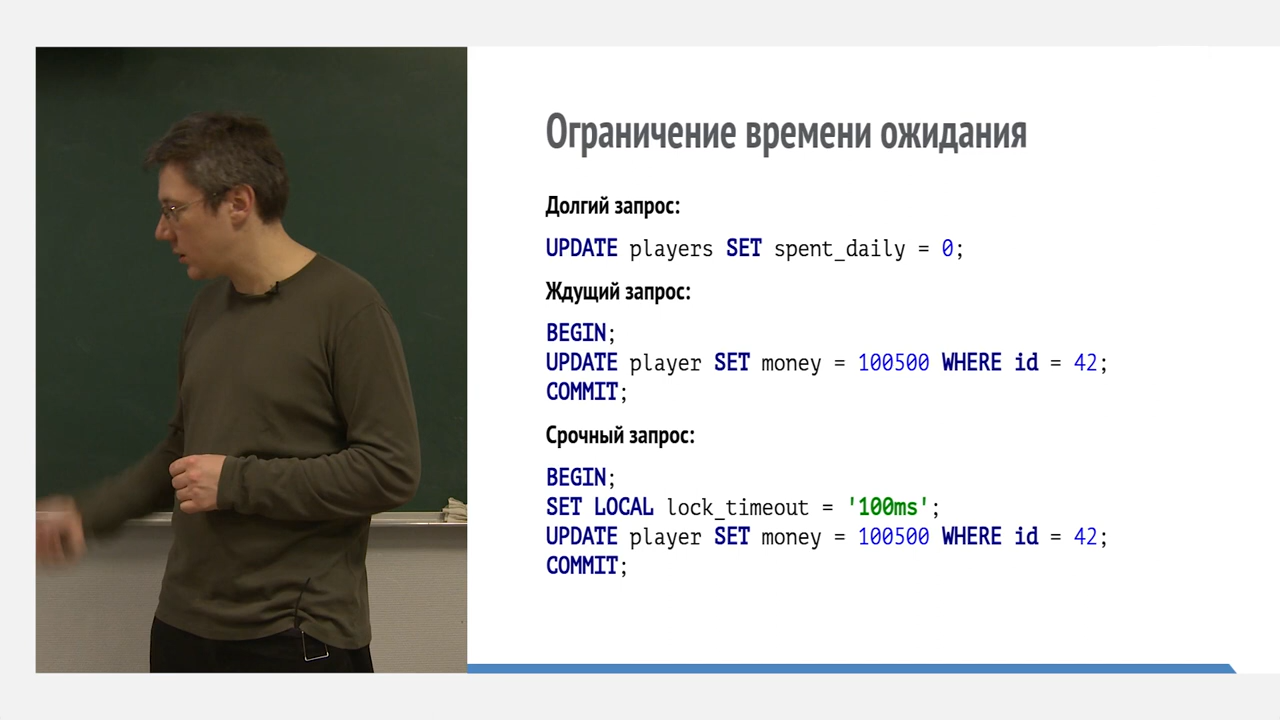 Ограничение времени ожидания
Долгий запрос:
UPDATE players SET spent_daily = 0;
Ждущий запрос:
BEGIN;
UPDATE player SET money = 100500 WHERE id = 42;
COMMIT;
Срочный запрос:
BEGIN;
SET LOCAL lock_timeout = '100ms';
UPDATE player SET money = 100500 WHERE id = 42;
COMMIT;